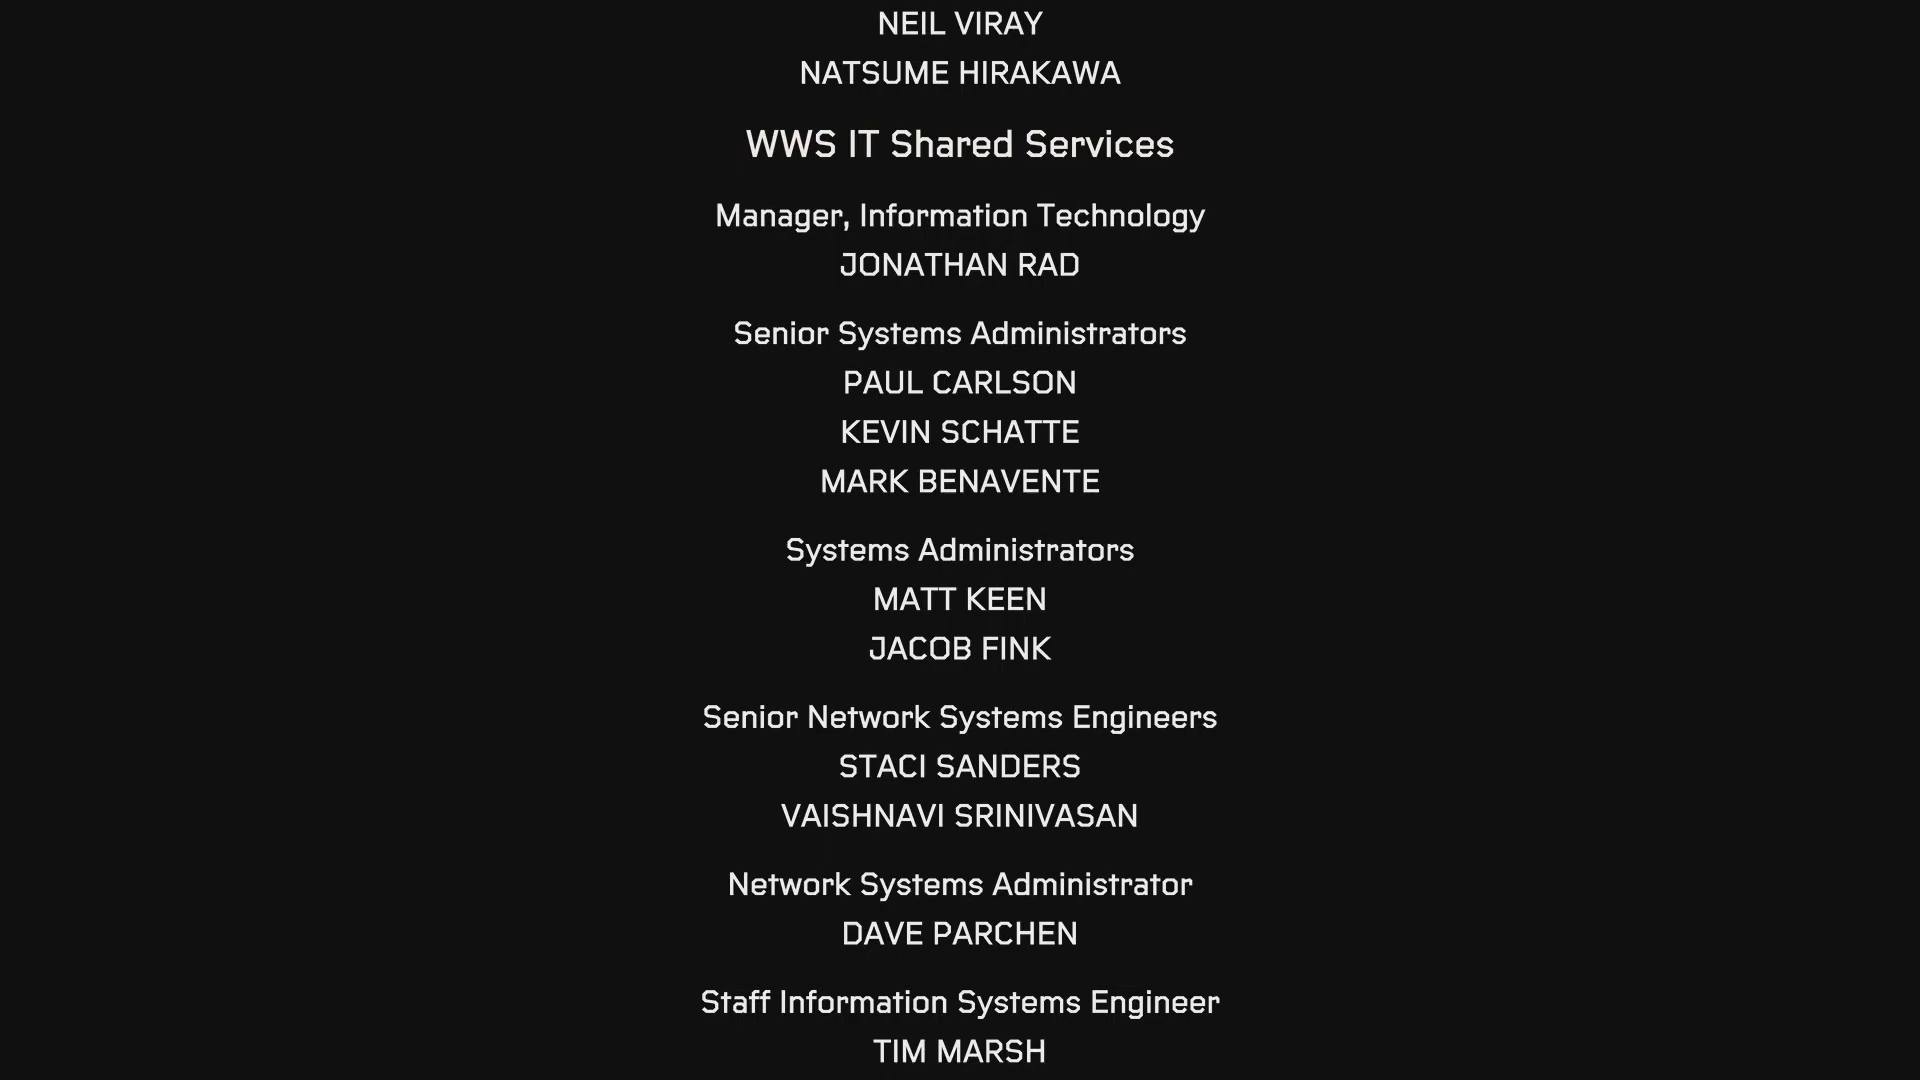 NEIL VIRAY
NATSUME HIRAKAWA
WWS IT Shared Services
Manager, Information Technology
JONATHAN RAD
Senior Systems Administrators
PAUL CARLSON
KEVIN SCHATTE
MARK BENAVENTE
Systems Administrators
MATT KEEN
JACOB FINK
Senior Network Systems Engineers
STACI SANDERS
VAISHNAVI SRINIVASAN
Network Systems Administrator
DAVE PARCHEN
Staff Information Systems Engineer
TIM MARSH